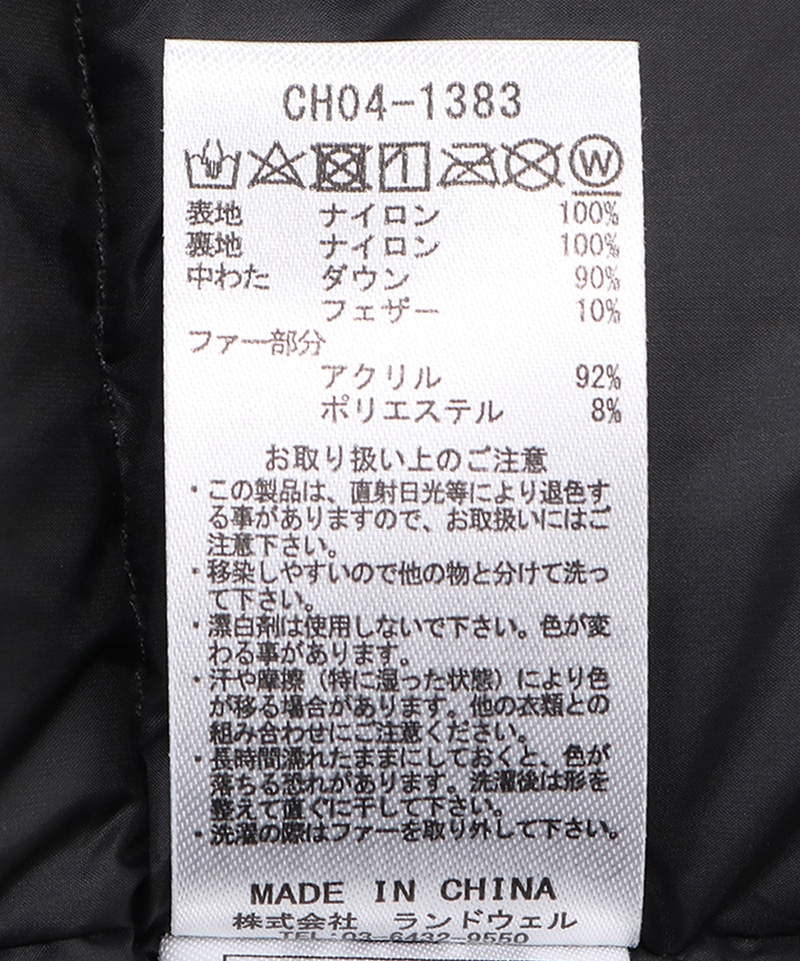 CH04-1383
W
表地 ナイロン 100%
裏地 ナイロン 100%
中わた ダウン 90%
フェザー 10%
ファー部分
アクリル 92%
ポリエステル 8%
お取り扱い上のご注意
・この製品は、直射日光等により退色す
る事がありますので、お取扱いにはご
注意下さい。
・移染しやすいので他の物と分けて洗っ
て下さい。
・漂白剤は使用しないで下さい。色が変
わる事があります。
・汗や摩擦（特に湿った状態）により色
が移る場合があります。他の衣類との
組み合わせにご注意ください。
・長時間濡れたままにしておくと、色が
落ちる恐れがあります。洗濯後は形を
整えて直ぐに干して下さい。
・洗濯の際はファーを取り外して下さい。
MADE IN CHINA
株式会社 ランドウェル
TEL:03-6432-9550